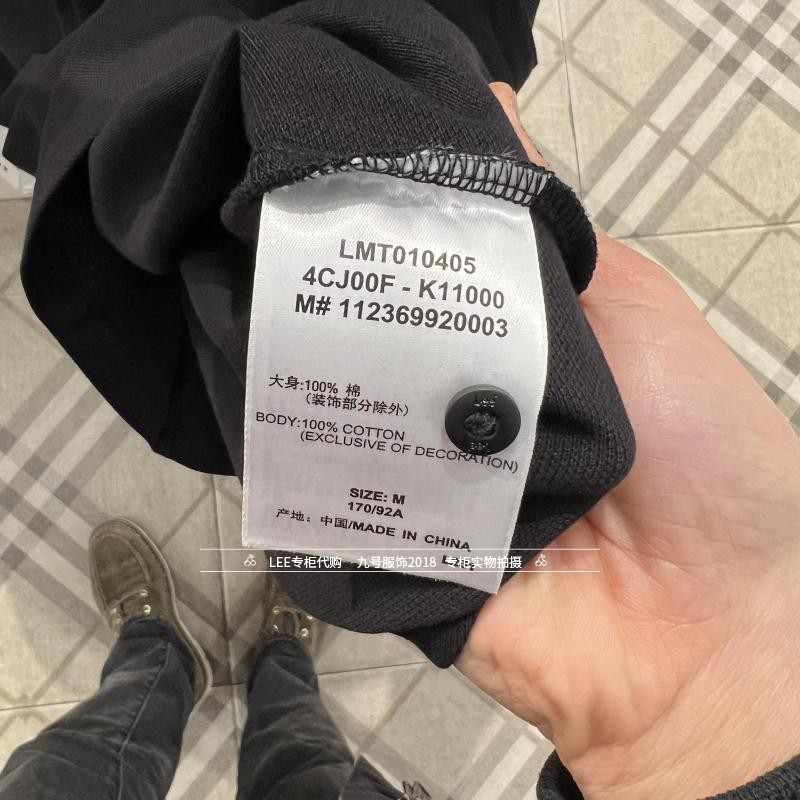 LMT010405
4CJ00F - K11000
M# 112369920003
大身:100% 棉
(装饰部分除外)
BODY:100% COTTON
(EXCLUSIVE OF DECORATION)
Lee
SIZE: M
170/92A
产地: 中国/MADE IN CHINA
LEE专柜代购 九号服饰2018 专柜实物拍摄